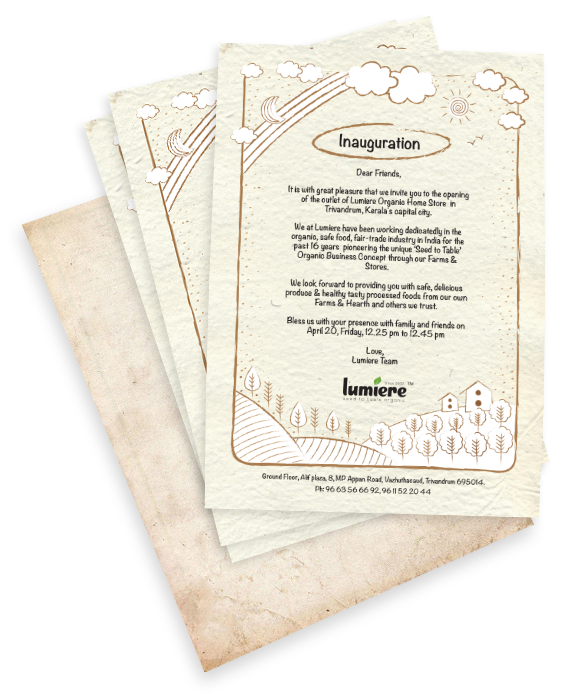 Inauguration
Dear Friends,
It is with great pleasure that we invite you to the opening
of the outlet of Lumiere Organic Home Store in
Trivandrum, Kerala's capital city.
We at Lumiere have been working dedicatedly in the
organic, safe food, fair-trade industry in India for the
past 16 years pioneering the unique 'Seed to Table'
Organic Business Concept through our Farms &
Stores.
We look forward to providing you with safe, delicious
produce & healthy tasty processed foods from our own
Farms & Hearth and others we trust.
Bless us with your presence with family and friends on
April 20, Friday, 12.25 pm to 12.45 pm
Love,
Lumiere Team
TM
lumiere
seed to table organic
Ground Floor, Alif plaza, 8, MP Appan Road, Vazhuthacaud, Trivandrum 695014.
Ph: 96 63 56 66 92, 96 11 52 20 44